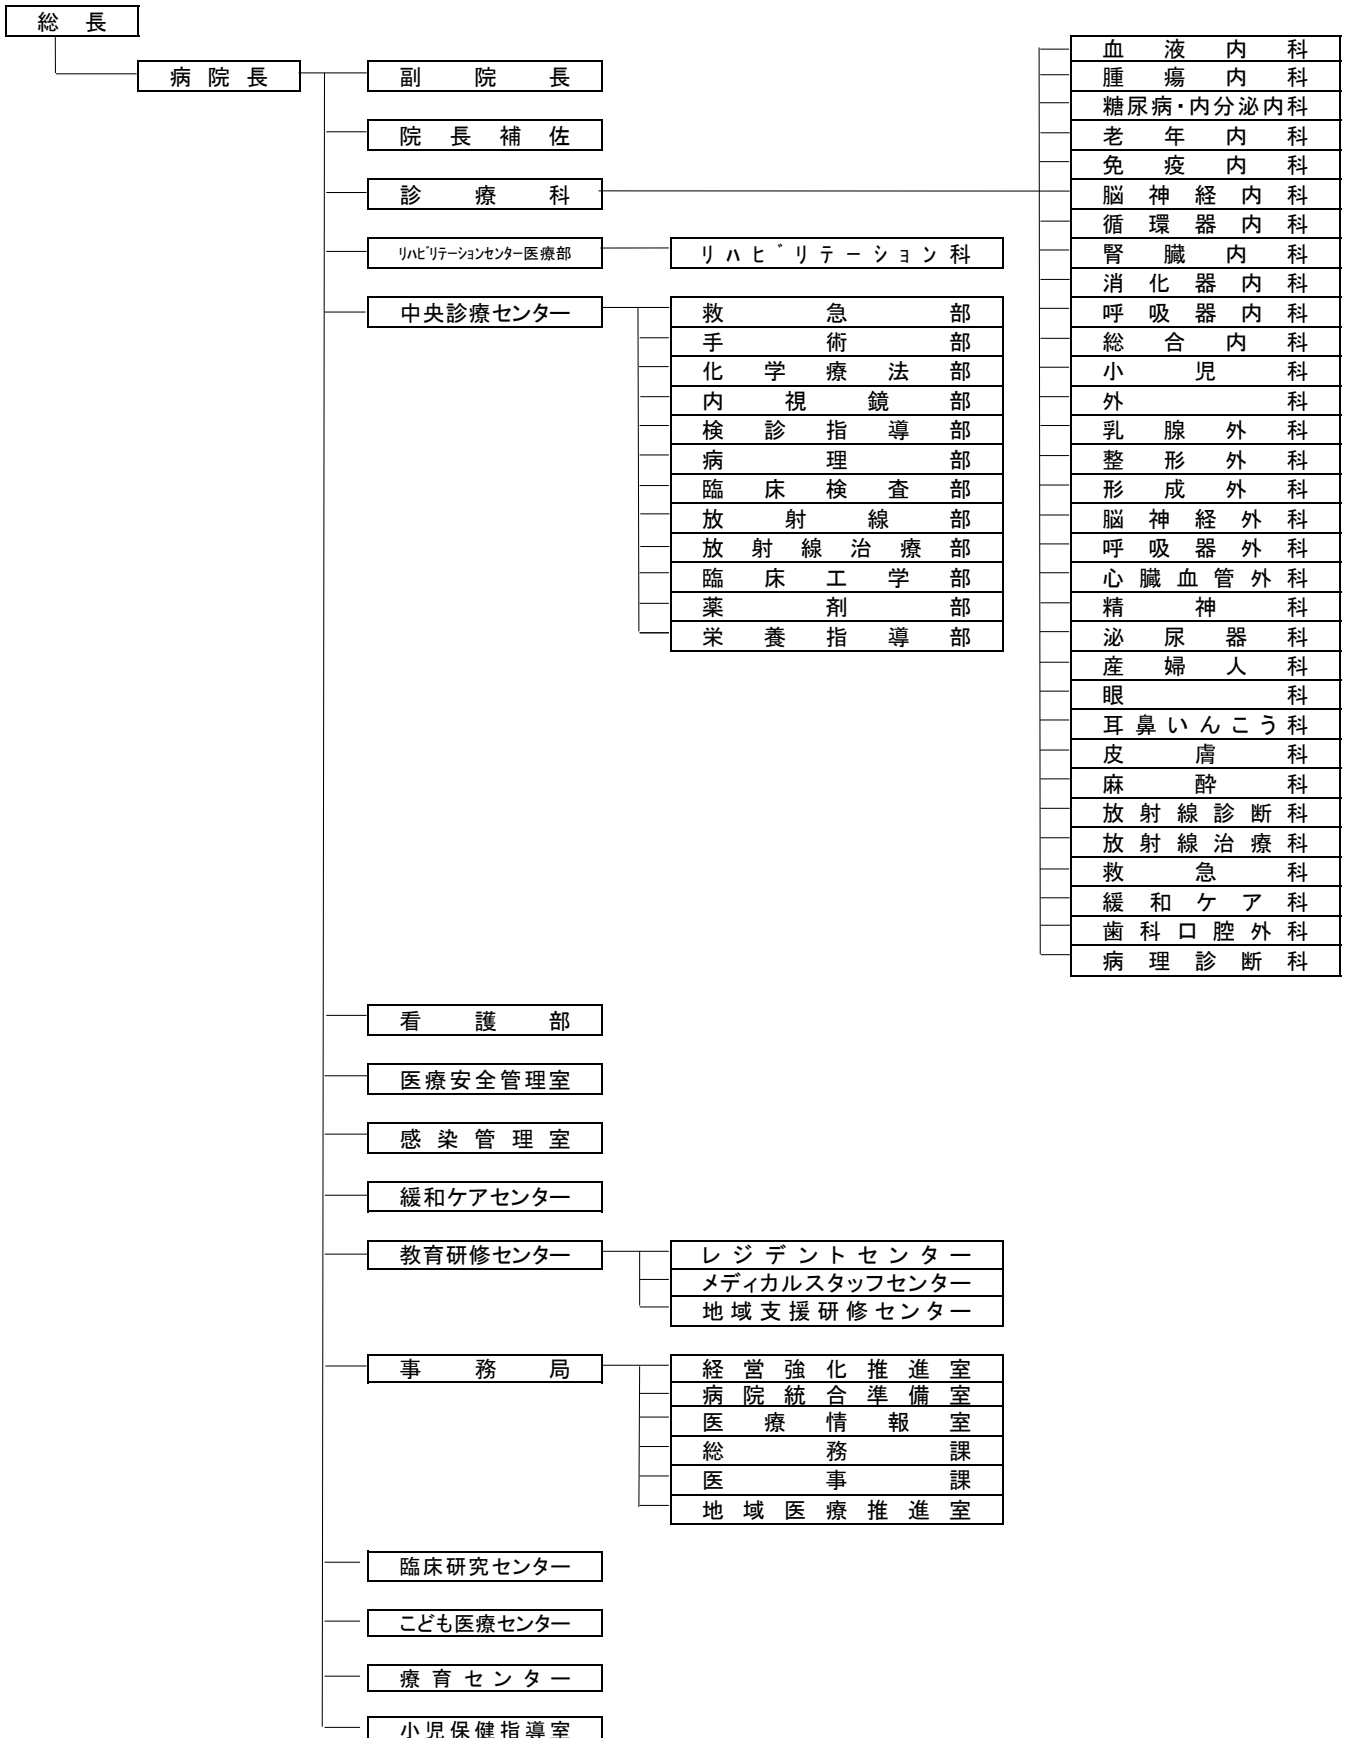 総長
病院長
副院長
院長補佐
診療科
血液内科
腫瘍内科
糖尿病・内分泌内科
老年内科
免疫内科
脳神経内科
循環器内科
腎臓内科
消化器内科
呼吸器内科
総合内科
小児科
外科
乳腺外科
整形外科
形成外科
脳神経外科
呼吸器外科
心臓血管外科
精神科
泌尿器科
産婦人科
眼科
耳鼻いんこう科
皮膚科
麻酔科
放射線診断科
放射線治療科
救急科
緩和ケア科
歯科口腔外科
病理診断科
ﾘﾊﾋﾞﾘﾃｰｼｮﾝｾﾝﾀｰ医療部
リハビリテーション科
中央診療センター
救急部
手術部
化学療法部
内視鏡部
検診指導部
病理部
臨床検査部
放射線部
放射線治療部
臨床工学部
薬剤部
栄養指導部
看護部
医療安全管理室
感染管理室
緩和ケアセンター
教育研修センター
レジデントセンター
メディカルスタッフセンター
地域支援研修センター
事務局
経営強化推進室
病院統合準備室
医療情報室
総務課
医事課
地域医療推進室
臨床研究センター
こども医療センター
療育センター
小児保健指導室